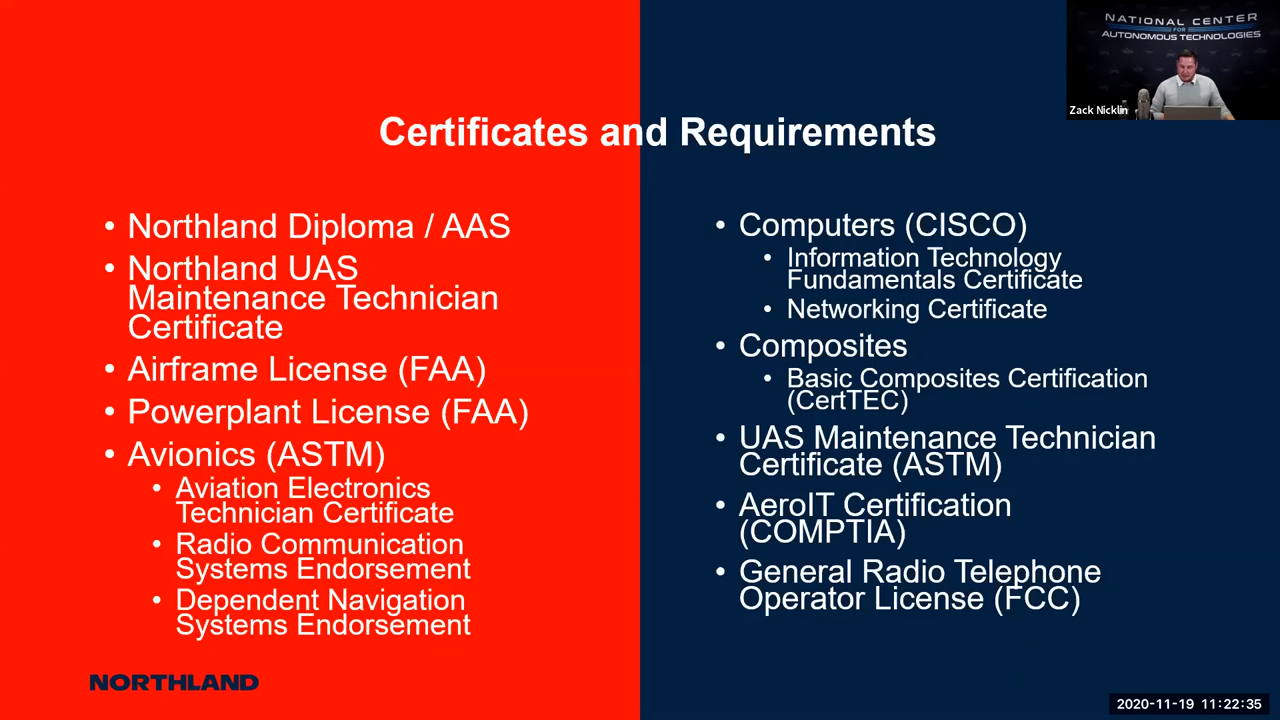 NATIONAL CENTER
FOR
AUTONOMOUS TECHNOLOGIES
Zack Nicklin
Certificates and Requirements
• Northland Diploma / AAS
• Northland UAS
Maintenance Technician
Certificate
• Airframe License (FAA)
• Powerplant License (FAA)
• Avionics (ASTM)
• Aviation Electronics
Technician Certificate
• Radio Communication
Systems Endorsement
• Dependent Navigation
Systems Endorsement
• Computers (CISCO)
• Information Technology
Fundamentals Certificate
• Networking Certificate
• Composites
• Basic Composites Certification
(CertTEC)
• UAS Maintenance Technician
Certificate (ASTM)
• AeroIT Certification
(COMPTIA)
• General Radio Telephone
Operator License (FCC)
NORTHLAND
2020-11-19 11:22:35